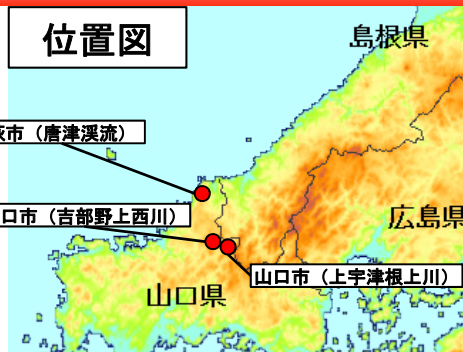 位置図
島根県
萩市（唐津渓流）
口市（吉部野上西川）
広島県
山口市（上宇津根上川）
山口県